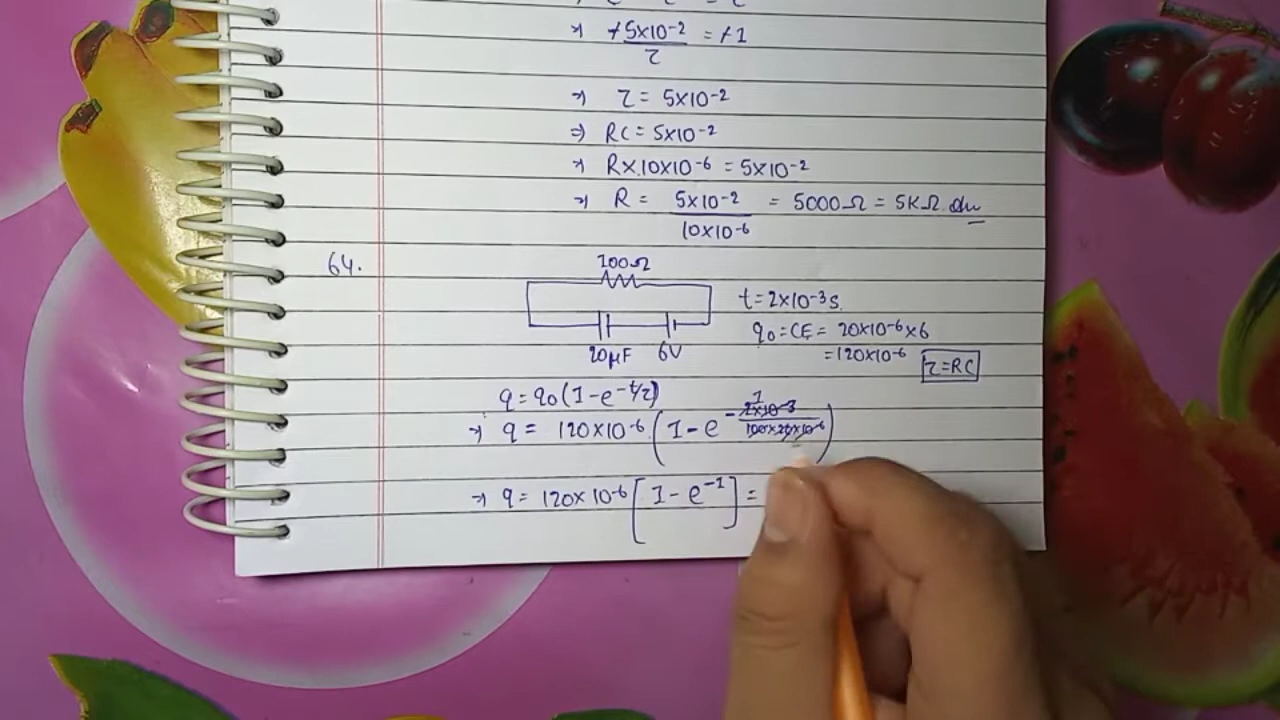 ⇒ -5×10⁻²/τ = -1
⇒ τ = 5×10⁻²
⇒ RC = 5×10⁻²
⇒ R×10×10⁻⁶ = 5×10⁻²
⇒ R = 5×10⁻²/10×10⁻⁶ = 5000Ω = 5KΩ
64.
100Ω
20μF 6V
t = 2×10⁻³s.
q₀ = CE = 20×10⁻⁶×6
= 120×10⁻⁶
τ=RC
q = q₀(1-e⁻ᵗ/τ)
⇒ q = 120×10⁻⁶ (1-e^-2×10⁻³/100×20×10⁻⁶) 1
⇒ q = 120×10⁻⁶ [1-e⁻¹] =